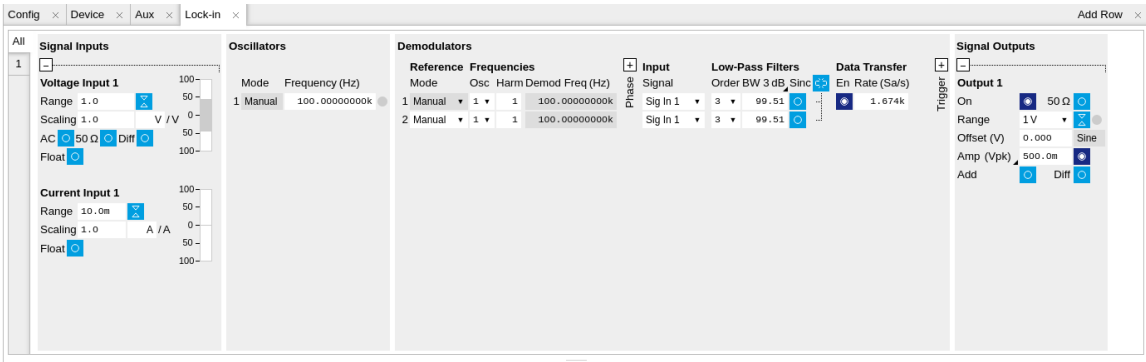 Config × Device × Aux × Lock-in × Add Row ×
All
1
Signal Inputs
Voltage Input 1
Range 1.0
Scaling 1.0 V / V
AC 50 Ω Diff
Float
100
50
0
50
100
Current Input 1
Range 10.0m
Scaling 1.0 A / A
Float
100
50
0
50
100
Oscillators
Mode Frequency (Hz)
1 Manual 100.00000000k
Demodulators
Reference Frequencies + Input Low-Pass Filters Data Transfer +
Mode Osc Harm Demod Freq (Hz) Phase Signal Order BW 3 dB Sinc En Rate (Sa/s) Trigger
1 Manual 1 1 100.00000000k Sig In 1 3 99.51 1.674k
2 Manual 1 1 100.00000000k Sig In 1 3 99.51
Signal Outputs
Output 1
On 50 Ω
Range 1 V
Offset (V) 0.000 Sine
Amp (Vpk) 500.0m
Add Diff